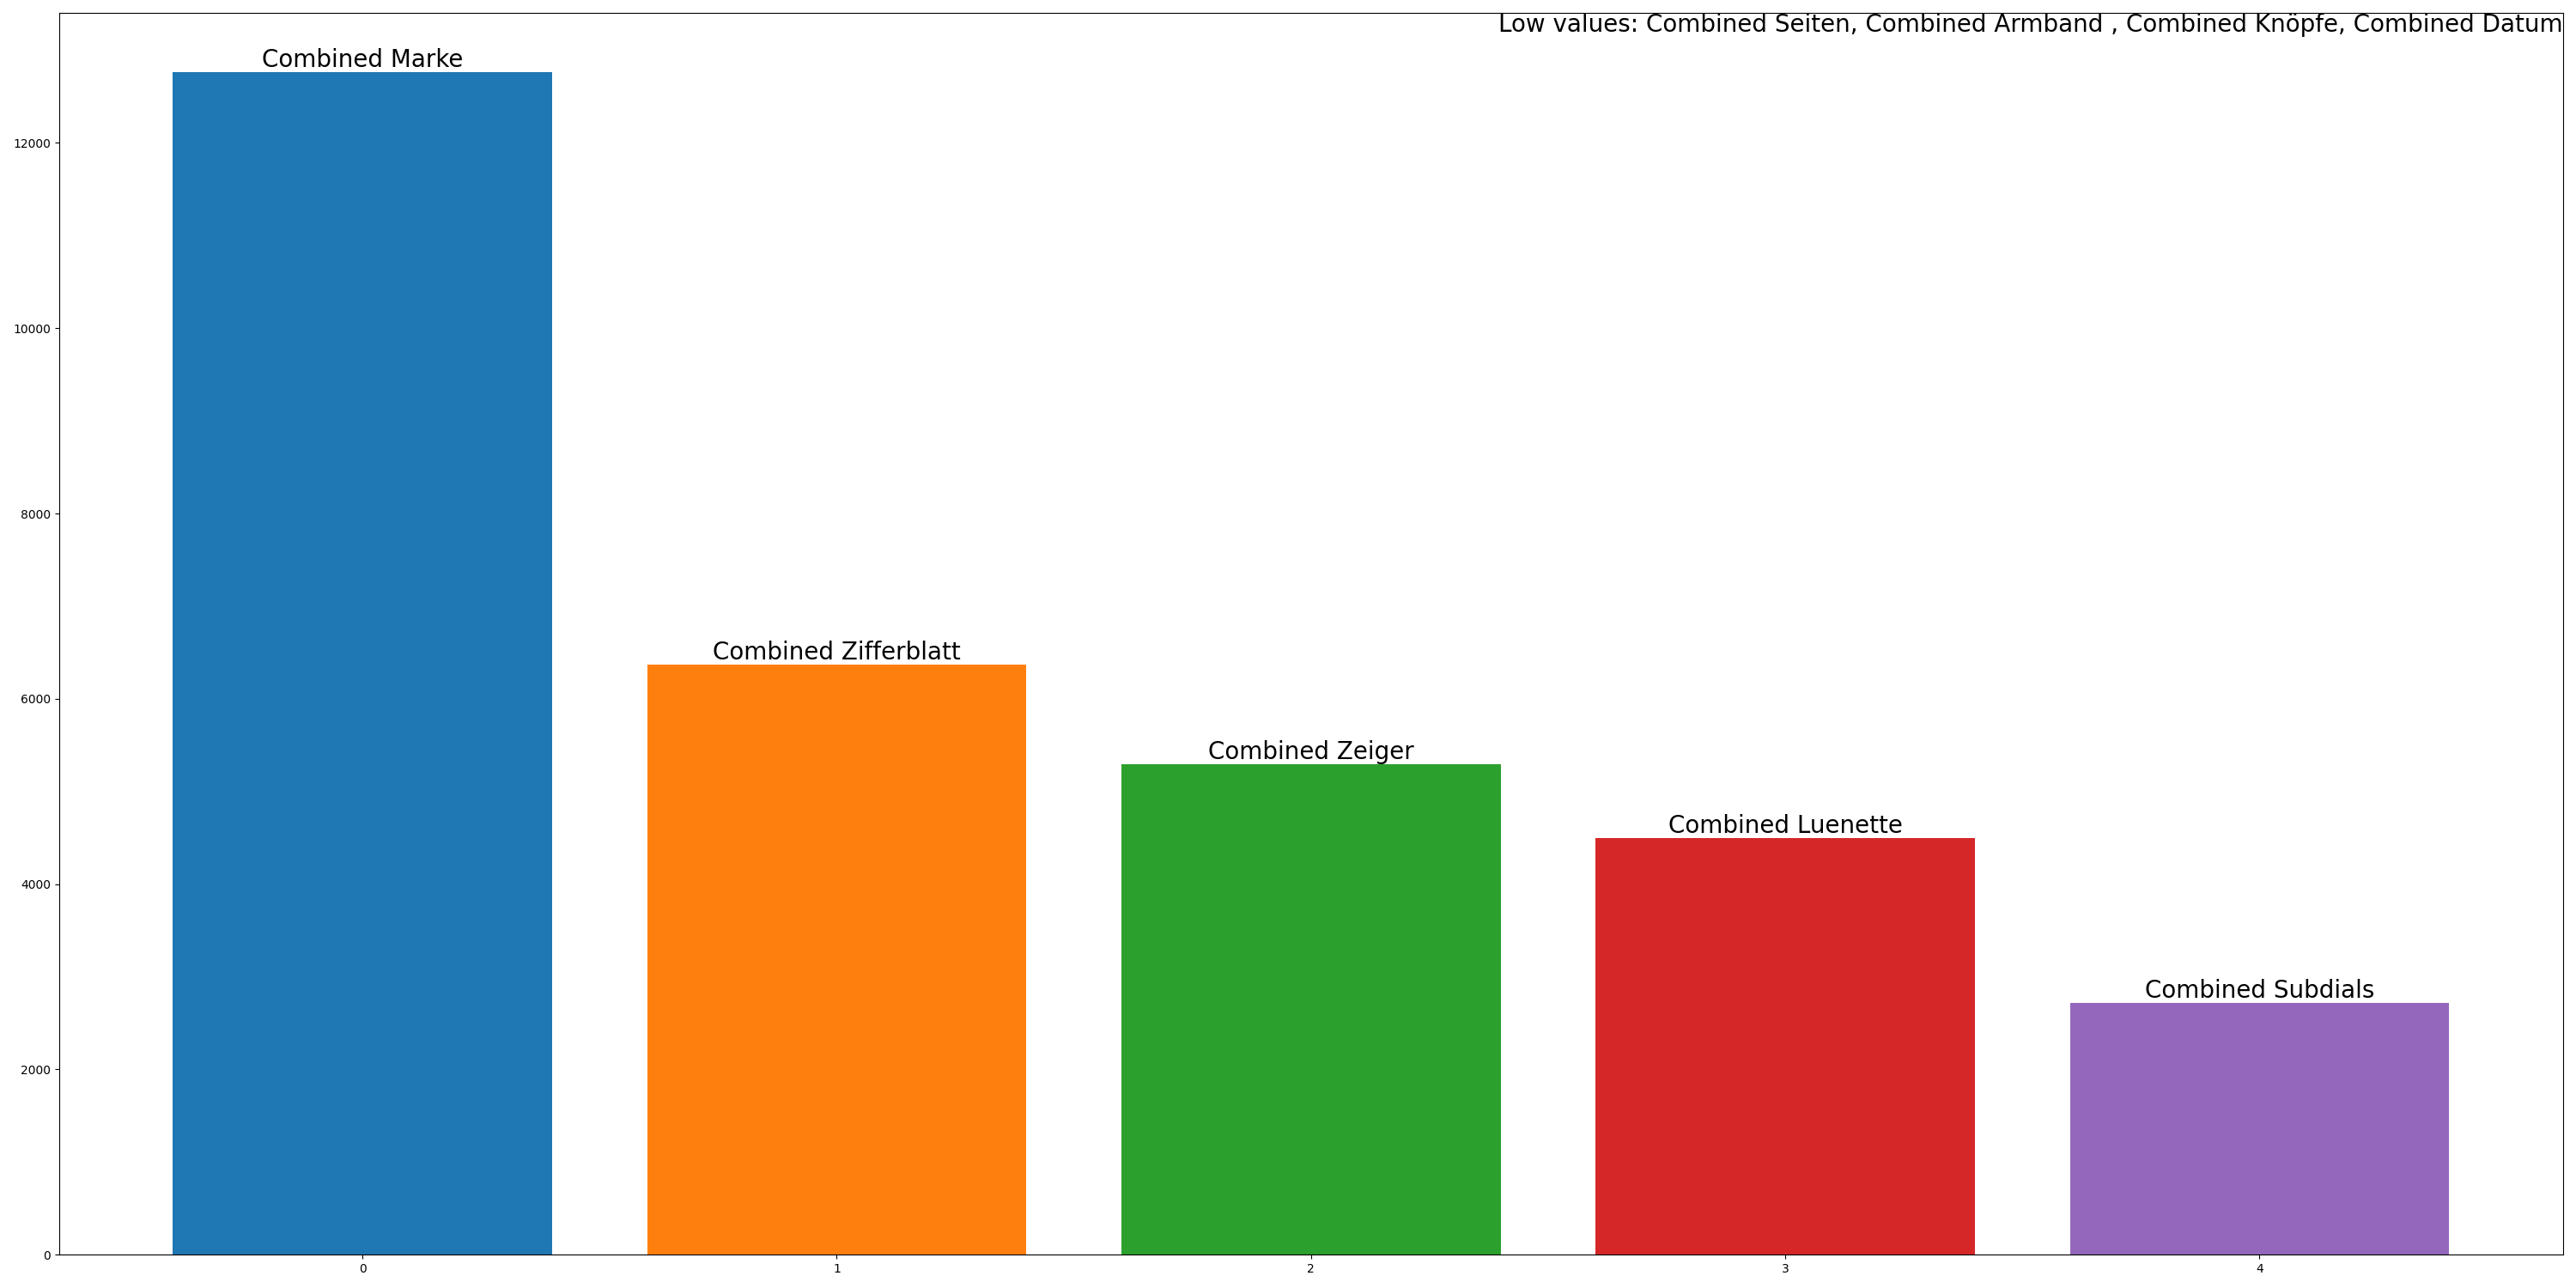 Low values: Combined Seiten, Combined Armband , Combined Knöpfe, Combined Datum
Combined Marke
12000
10000
8000
Combined Zifferblatt
6000
Combined Zeiger
Combined Luenette
4000
Combined Subdials
2000
0
0 1 2 3 4